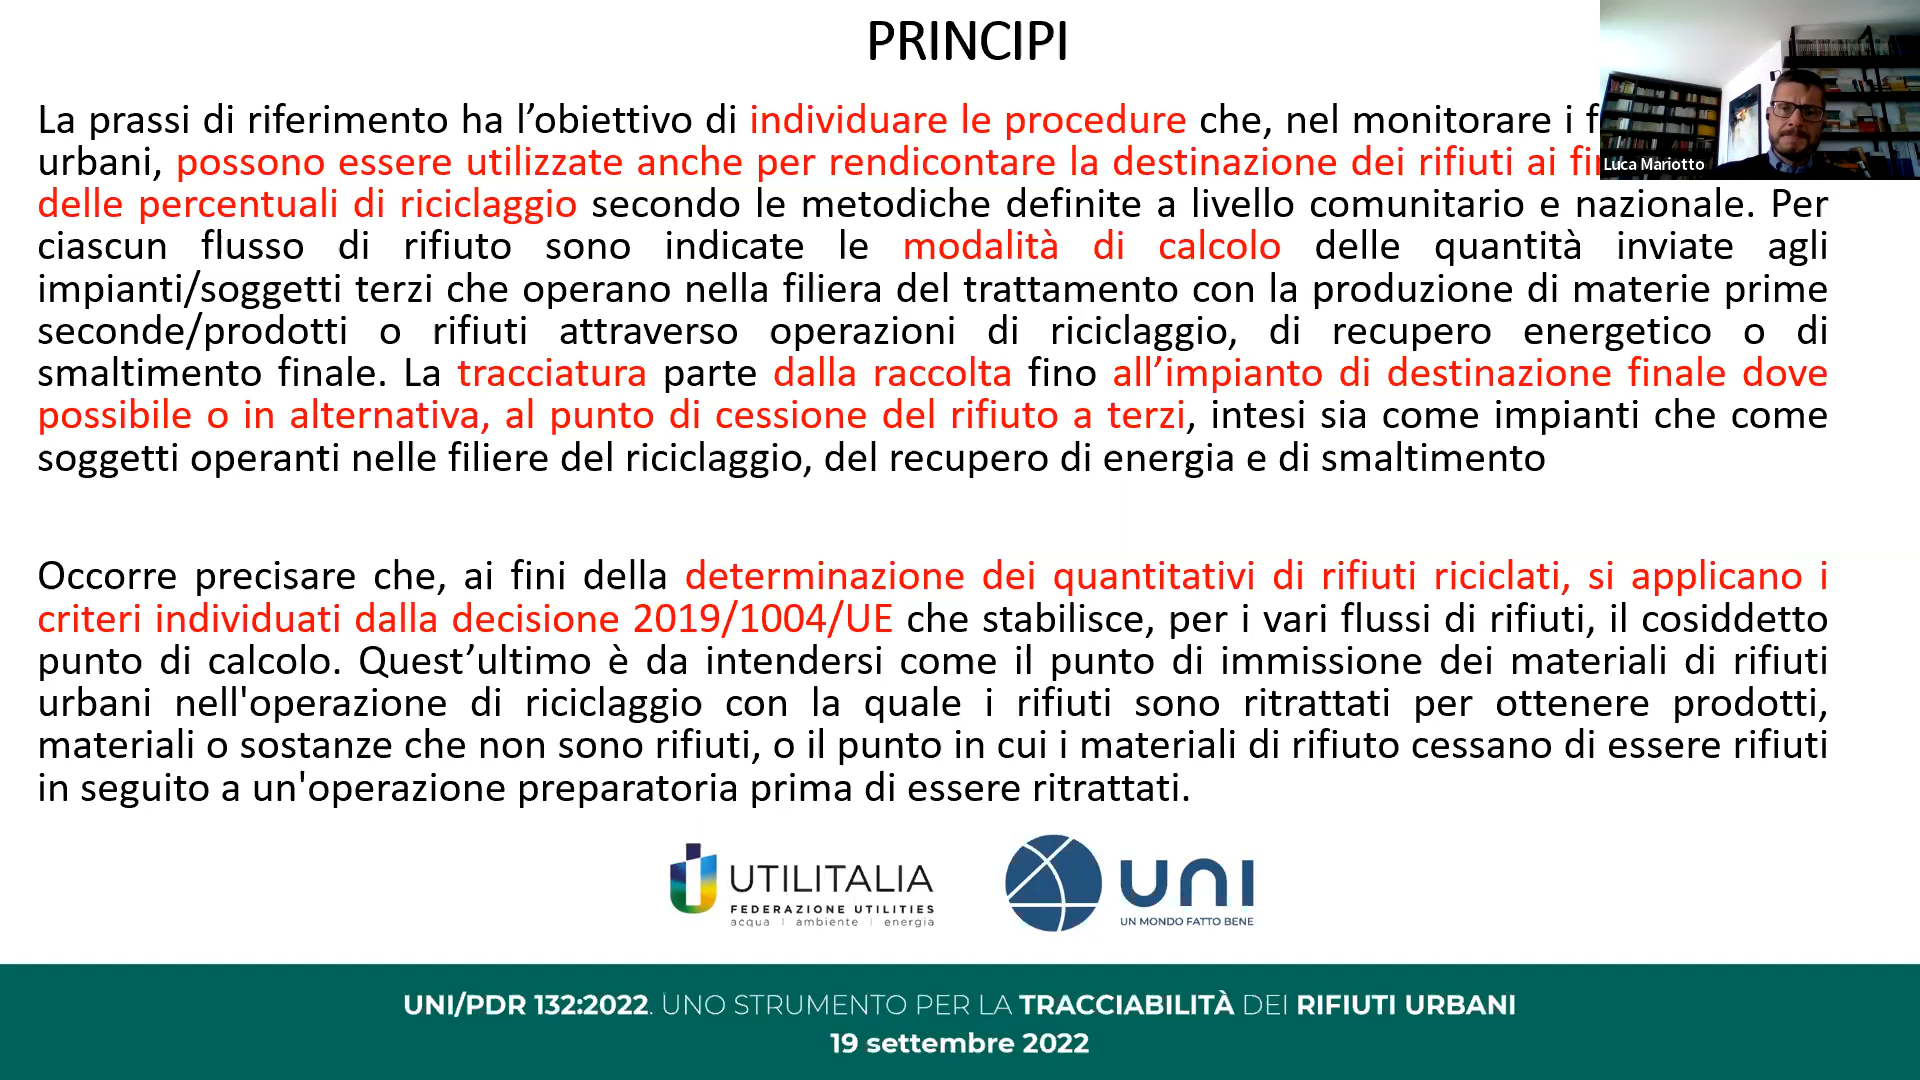 PRINCIPI
La prassi di riferimento ha l’obiettivo di individuare le procedure che, nel monitorare i
urbani, possono essere utilizzate anche per rendicontare la destinazione dei rifiuti ai
delle percentuali di riciclaggio secondo le metodiche definite a livello comunitario e nazionale. Per
ciascun flusso di rifiuto sono indicate le modalità di calcolo delle quantità inviate agli
impianti/soggetti terzi che operano nella filiera del trattamento con la produzione di materie prime
seconde/prodotti o rifiuti attraverso operazioni di riciclaggio, di recupero energetico o di
smaltimento finale. La tracciatura parte dalla raccolta fino all’impianto di destinazione finale dove
possibile o in alternativa, al punto di cessione del rifiuto a terzi, intesi sia come impianti che come
soggetti operanti nelle filiere del riciclaggio, del recupero di energia e di smaltimento
Luca Mariotto
Occorre precisare che, ai fini della determinazione dei quantitativi di rifiuti riciclati, si applicano i
criteri individuati dalla decisione 2019/1004/UE che stabilisce, per i vari flussi di rifiuti, il cosiddetto
punto di calcolo. Quest’ultimo è da intendersi come il punto di immissione dei materiali di rifiuti
urbani nell'operazione di riciclaggio con la quale i rifiuti sono ritrattati per ottenere prodotti,
materiali o sostanze che non sono rifiuti, o il punto in cui i materiali di rifiuto cessano di essere rifiuti
in seguito a un'operazione preparatoria prima di essere ritrattati.
UTILITALIA
FEDERAZIONE UTILITIES
acqua | ambiente | energia
UNI
UN MONDO FATTO BENE
UNI/PDR 132:2022. UNO STRUMENTO PER LA TRACCIABILITÀ DEI RIFIUTI URBANI
19 settembre 2022